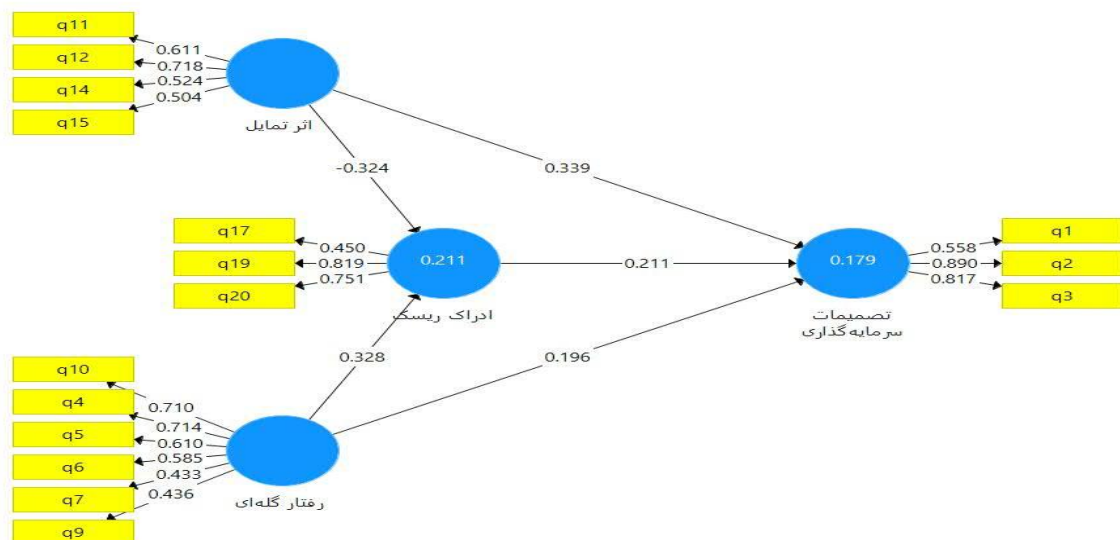 q11
q12
q14
q15
0.611
0.718
0.524
0.504
اثر تمایل
-0.324
0.339
q17
q19
q20
0.450
0.819
0.751
0.211
ادراک ریسک
0.211
0.179
تصمیمات
سرمایه‌گذاری
0.558
0.890
0.817
q1
q2
q3
0.328
0.196
q10
q4
q5
q6
q7
q9
0.710
0.714
0.610
0.585
0.433
0.436
رفتار گله‌ای